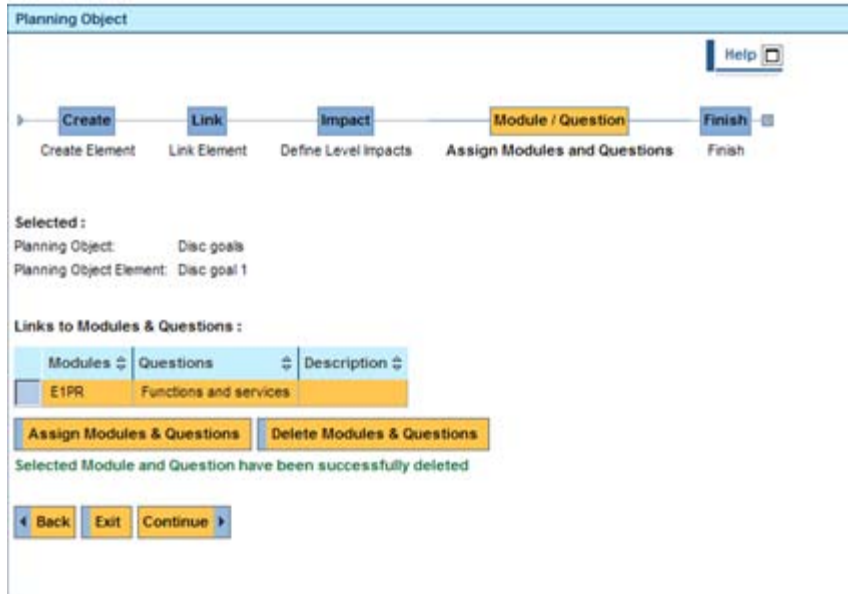 Planning Object
Help
Create Link Impact Module / Question Finish
Create Element Link Element Define Level Impacts Assign Modules and Questions Finish
Selected :
Planning Object: Disc goals
Planning Object Element: Disc goal 1
Links to Modules & Questions :
Modules Questions Description
E1PR Functions and services
Assign Modules & Questions Delete Modules & Questions
Selected Module and Question have been successfully deleted
Back Exit Continue